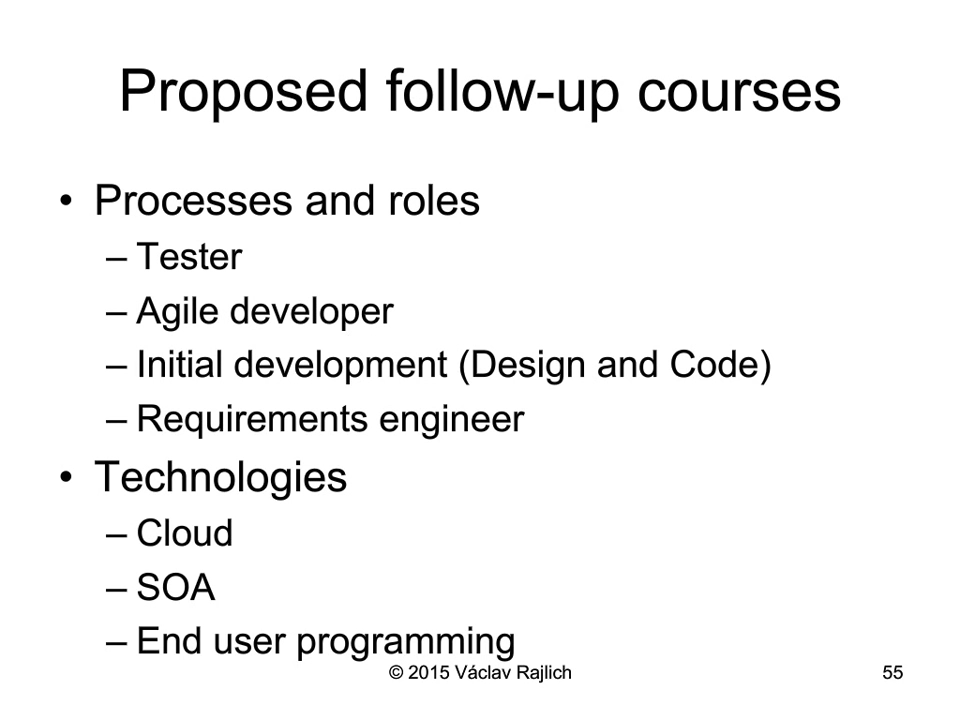 Proposed follow-up courses
• Processes and roles
– Tester
– Agile developer
– Initial development (Design and Code)
– Requirements engineer
• Technologies
– Cloud
– SOA
– End user programming
© 2015 Václav Rajlich 55